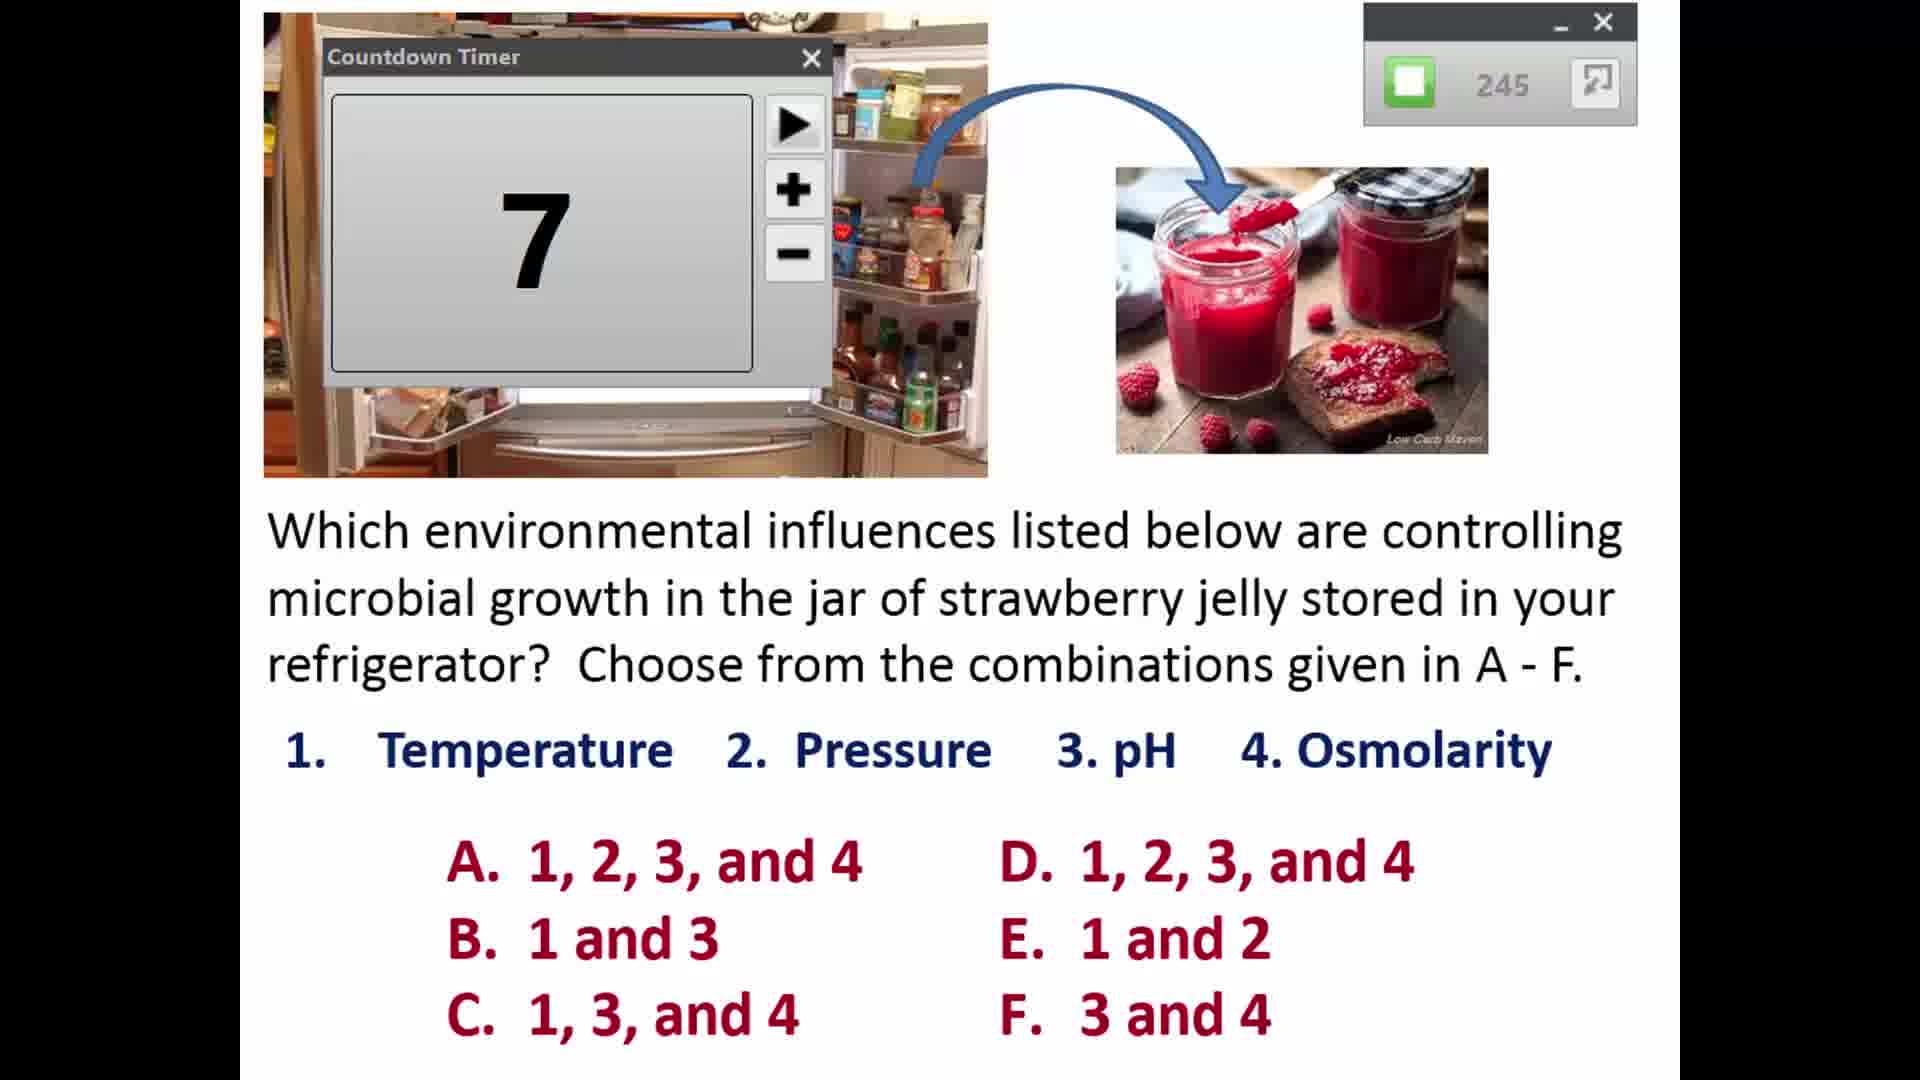 Countdown Timer
7
245
Low Carb Maven
Which environmental influences listed below are controlling
microbial growth in the jar of strawberry jelly stored in your
refrigerator? Choose from the combinations given in A - F.
1. Temperature 2. Pressure 3. pH 4. Osmolarity
A. 1, 2, 3, and 4
B. 1 and 3
C. 1, 3, and 4
D. 1, 2, 3, and 4
E. 1 and 2
F. 3 and 4